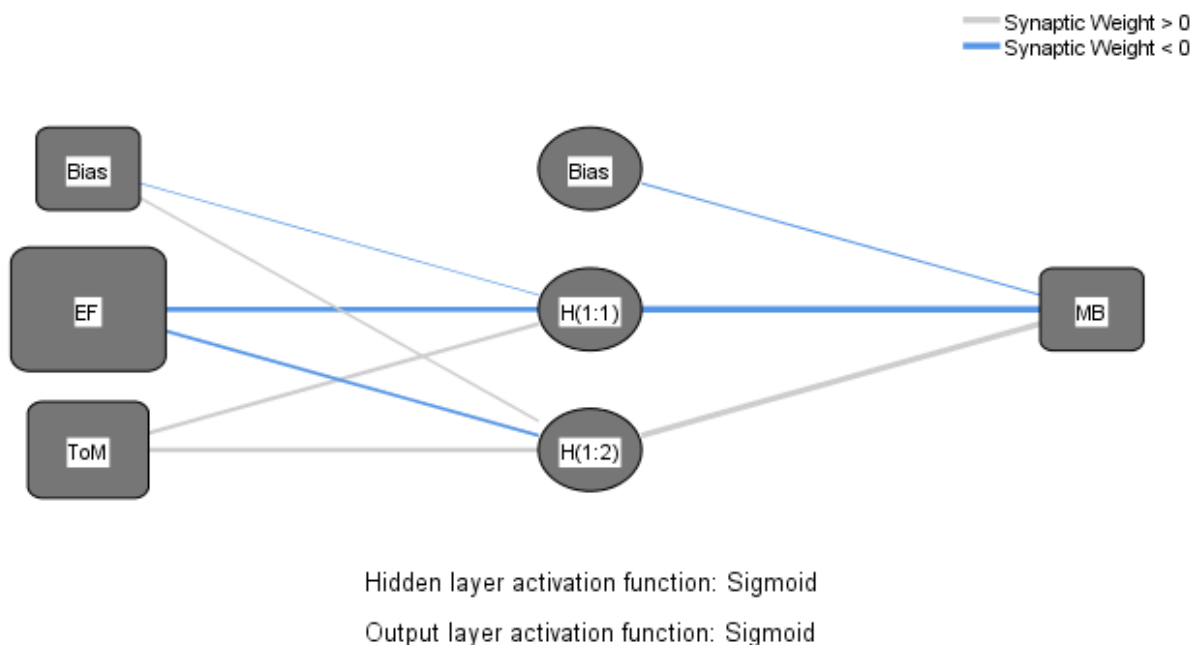 Synaptic Weight > 0
Synaptic Weight < 0
Bias
Bias
EF
H(1:1)
MB
ToM
H(1:2)
Hidden layer activation function: Sigmoid
Output layer activation function: Sigmoid